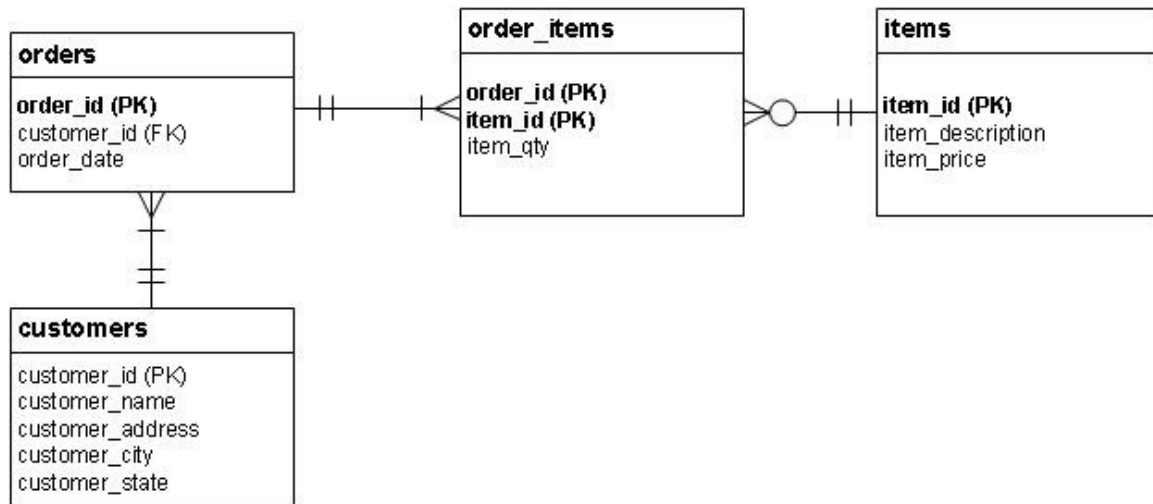 orders
order_id (PK)
customer_id (FK)
order_date
order_items
order_id (PK)
item_id (PK)
item_qty
items
item_id (PK)
item_description
item_price
customers
customer_id (PK)
customer_name
customer_address
customer_city
customer_state